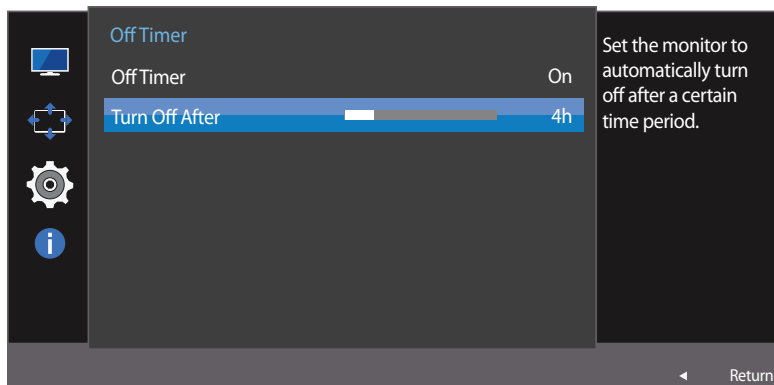 Off Timer
Off Timer On
Turn Off After 4h
Set the monitor to
automatically turn
off after a certain
time period.
Return